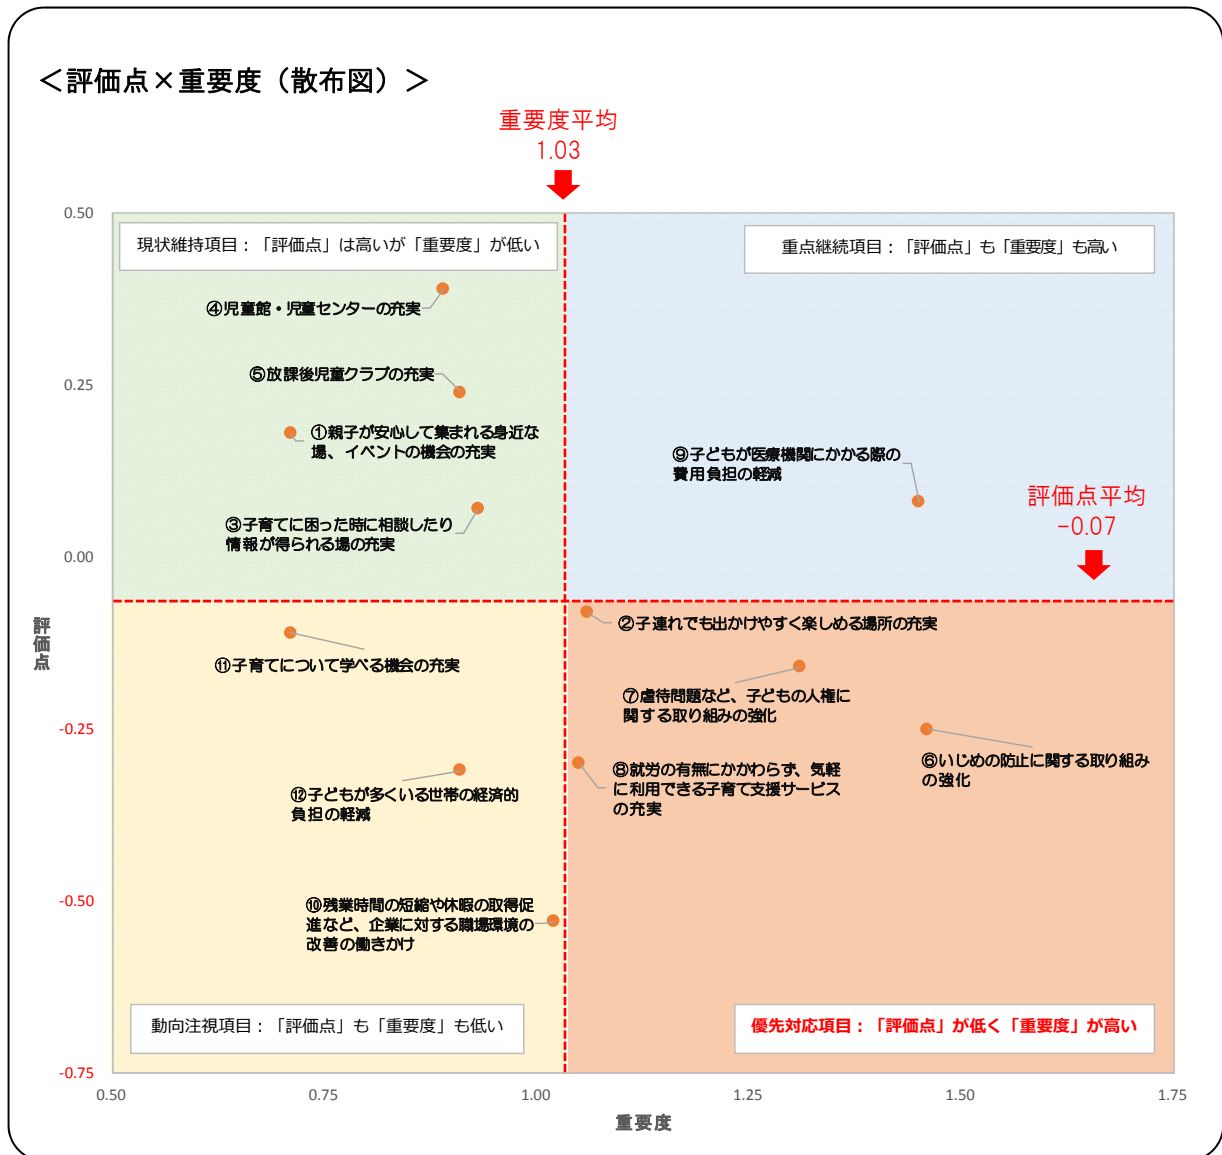 ＜評価点×重要度（散布図）＞
重要度平均
1.03
0.50
現状維持項目：「評価点」は高いが「重要度」が低い
重点継続項目：「評価点」も「重要度」も高い
④児童館・児童センターの充実
⑤放課後児童クラブの充実
0.25
①親子が安心して集まれる身近な
場、イベントの機会の充実
⑨子どもが医療機関にかかる際の
費用負担の軽減
評価点平均
-0.07
③子育てに困った時に相談したり
情報が得られる場の充実
0.00
評価点
②子連れでも出かけやすく楽しめる場所の充実
⑪子育てについて学べる機会の充実
⑦虐待問題など、子どもの人権に
関する取り組みの強化
-0.25
⑥いじめの防止に関する取り組み
の強化
⑧就労の有無にかかわらず、気軽
に利用できる子育て支援サービス
の充実
⑫子どもが多くいる世帯の経済的
負担の軽減
-0.50
⑩残業時間の短縮や休暇の取得促
進など、企業に対する職場環境の
改善の働きかけ
動向注視項目：「評価点」も「重要度」も低い
優先対応項目：「評価点」が低く「重要度」が高い
-0.75
0.50
0.75
1.00
1.25
1.50
1.75
重要度